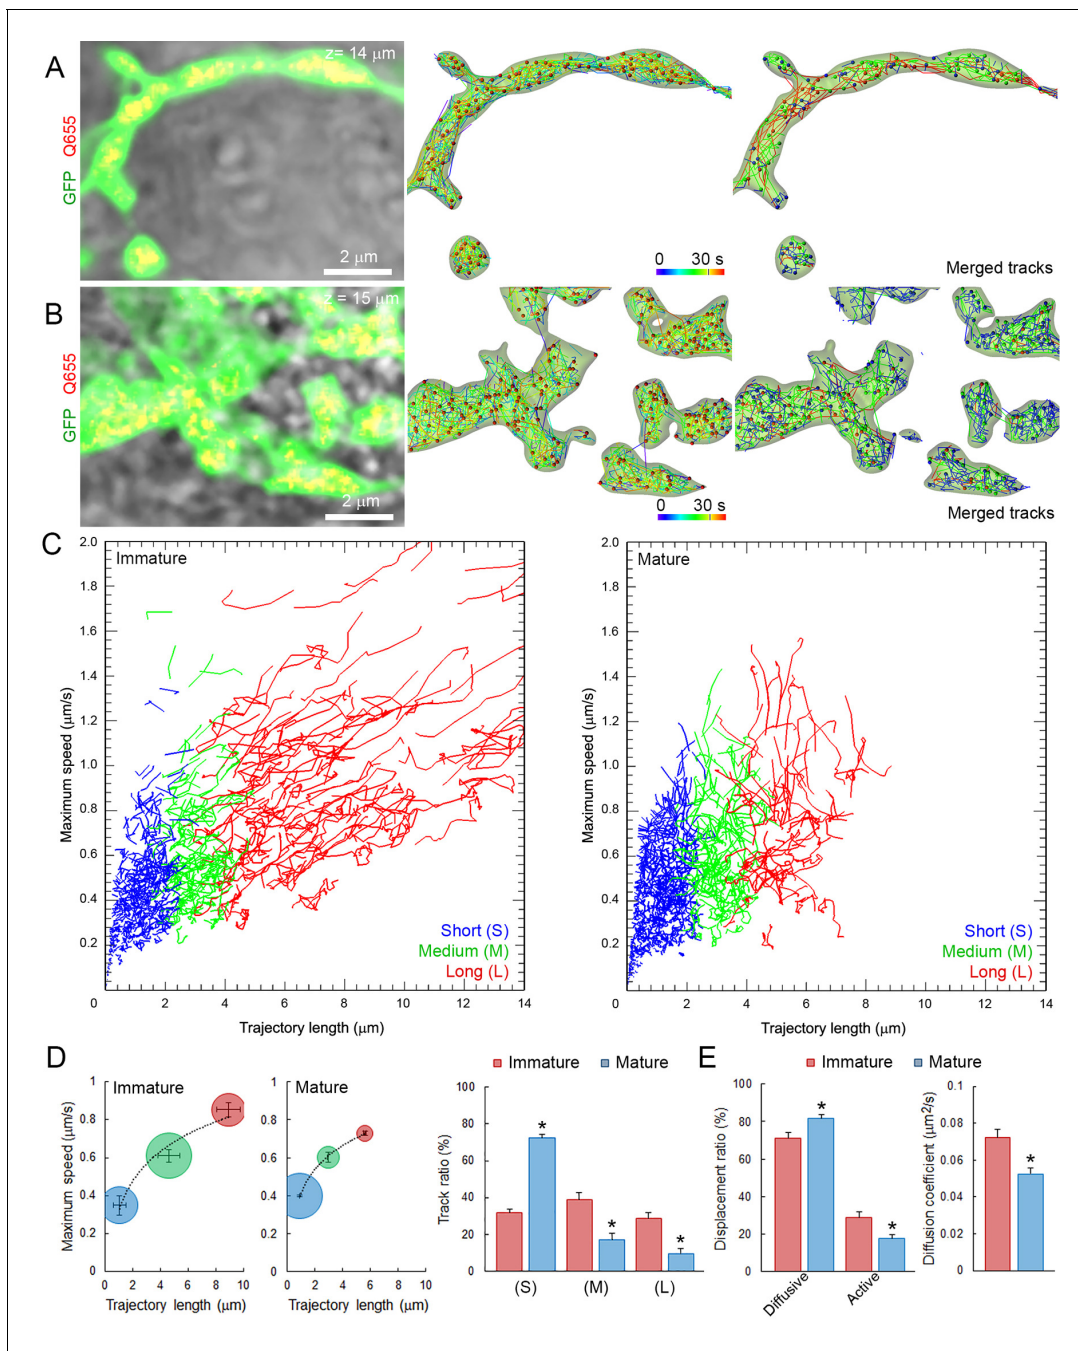 A
z= 14 μm
GFP Q655
2 μm
0 30 s
Merged tracks
B
z = 15 μm
GFP Q655
2 μm
0 30 s
Merged tracks
C
Immature
Maximum speed (μm/s)
2.0
1.8
1.6
1.4
1.2
1.0
0.8
0.6
0.4
0.2
0 2 4 6 8 10 12 14
Trajectory length (μm)
Short (S)
Medium (M)
Long (L)
Mature
Maximum speed (μm/s)
2.0
1.8
1.6
1.4
1.2
1.0
0.8
0.6
0.4
0.2
0 2 4 6 8 10 12 14
Trajectory length (μm)
Short (S)
Medium (M)
Long (L)
D
Immature
Maximum speed (μm/s)
1
0.8
0.6
0.4
0.2
0
0 2 4 6 8 10
Trajectory length (μm)
Mature
1
0.8
0.6
0.4
0.2
0
0 2 4 6 8 10
Trajectory length (μm)
Immature Mature
Track ratio (%)
100
80
60
40
20
0
* * *
(S) (M) (L)
E
Immature Mature
Displacement ratio (%)
100
80
60
40
20
0
* *
Diffusive Active
Diffusion coefficient (μm²/s)
0.1
0.08
0.06
0.04
0.02
0
*